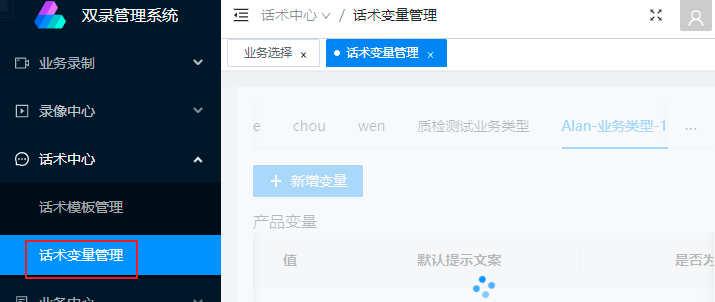 双录管理系统
话术中心 / 话术变量管理
业务录制
业务选择 x
话术变量管理 x
录像中心
e chou wen 质检测试业务类型 Alan-业务类型-1 ...
话术中心
+ 新增变量
话术模板管理
产品变量
话术变量管理
值 默认提示文案 是否为
业务中心